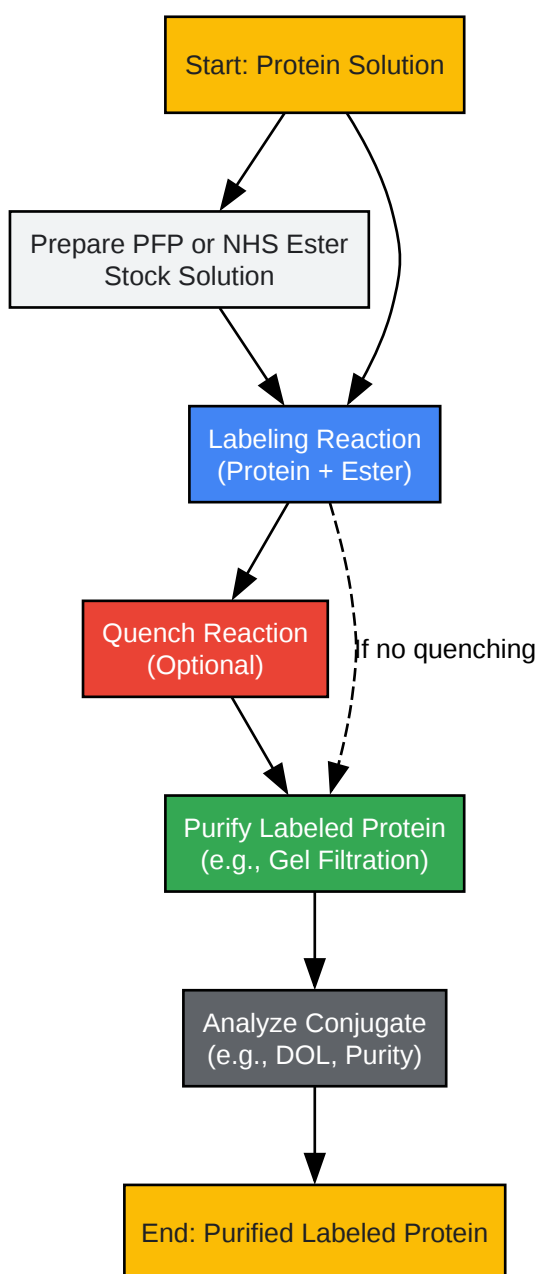 Start: Protein Solution
Prepare PFP or NHS Ester
Stock Solution
Labeling Reaction
(Protein + Ester)
Quench Reaction
(Optional)
If no quenching
Purify Labeled Protein
(e.g., Gel Filtration)
Analyze Conjugate
(e.g., DOL, Purity)
End: Purified Labeled Protein